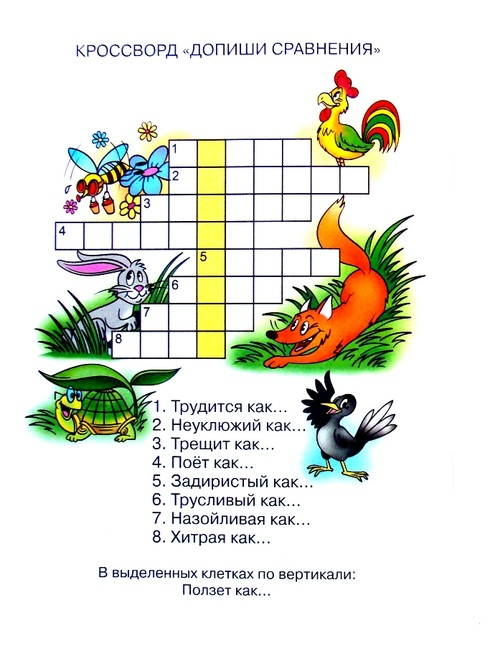 КРОССВОРД «ДОПИШИ СРАВНЕНИЯ»
1
2
3
4
5
6
7
8
1. Трудится как...
2. Неуклюжий как...
3. Трещит как...
4. Поёт как...
5. Задиристый как...
6. Трусливый как...
7. Назойливая как...
8. Хитрая как...
В выделенных клетках по вертикали:
Ползет как...